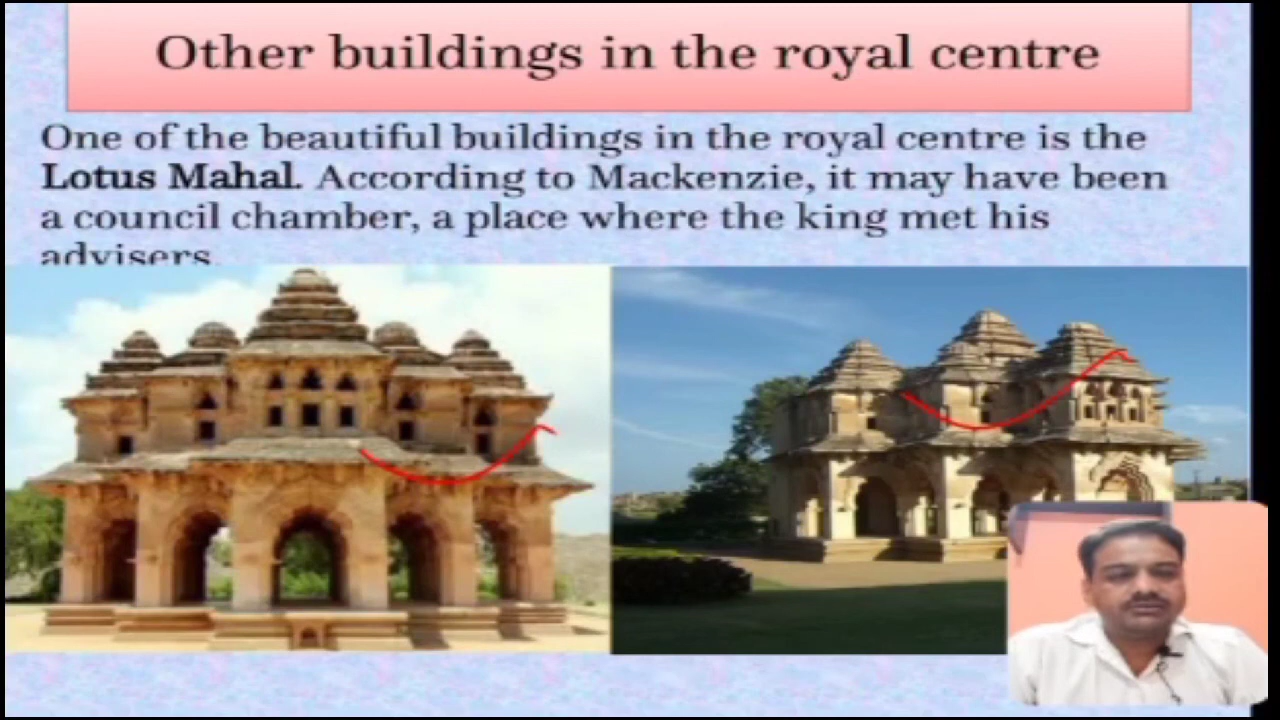 Other buildings in the royal centre
One of the beautiful buildings in the royal centre is the
Lotus Mahal. According to Mackenzie, it may have been
a council chamber, a place where the king met his
advisers.